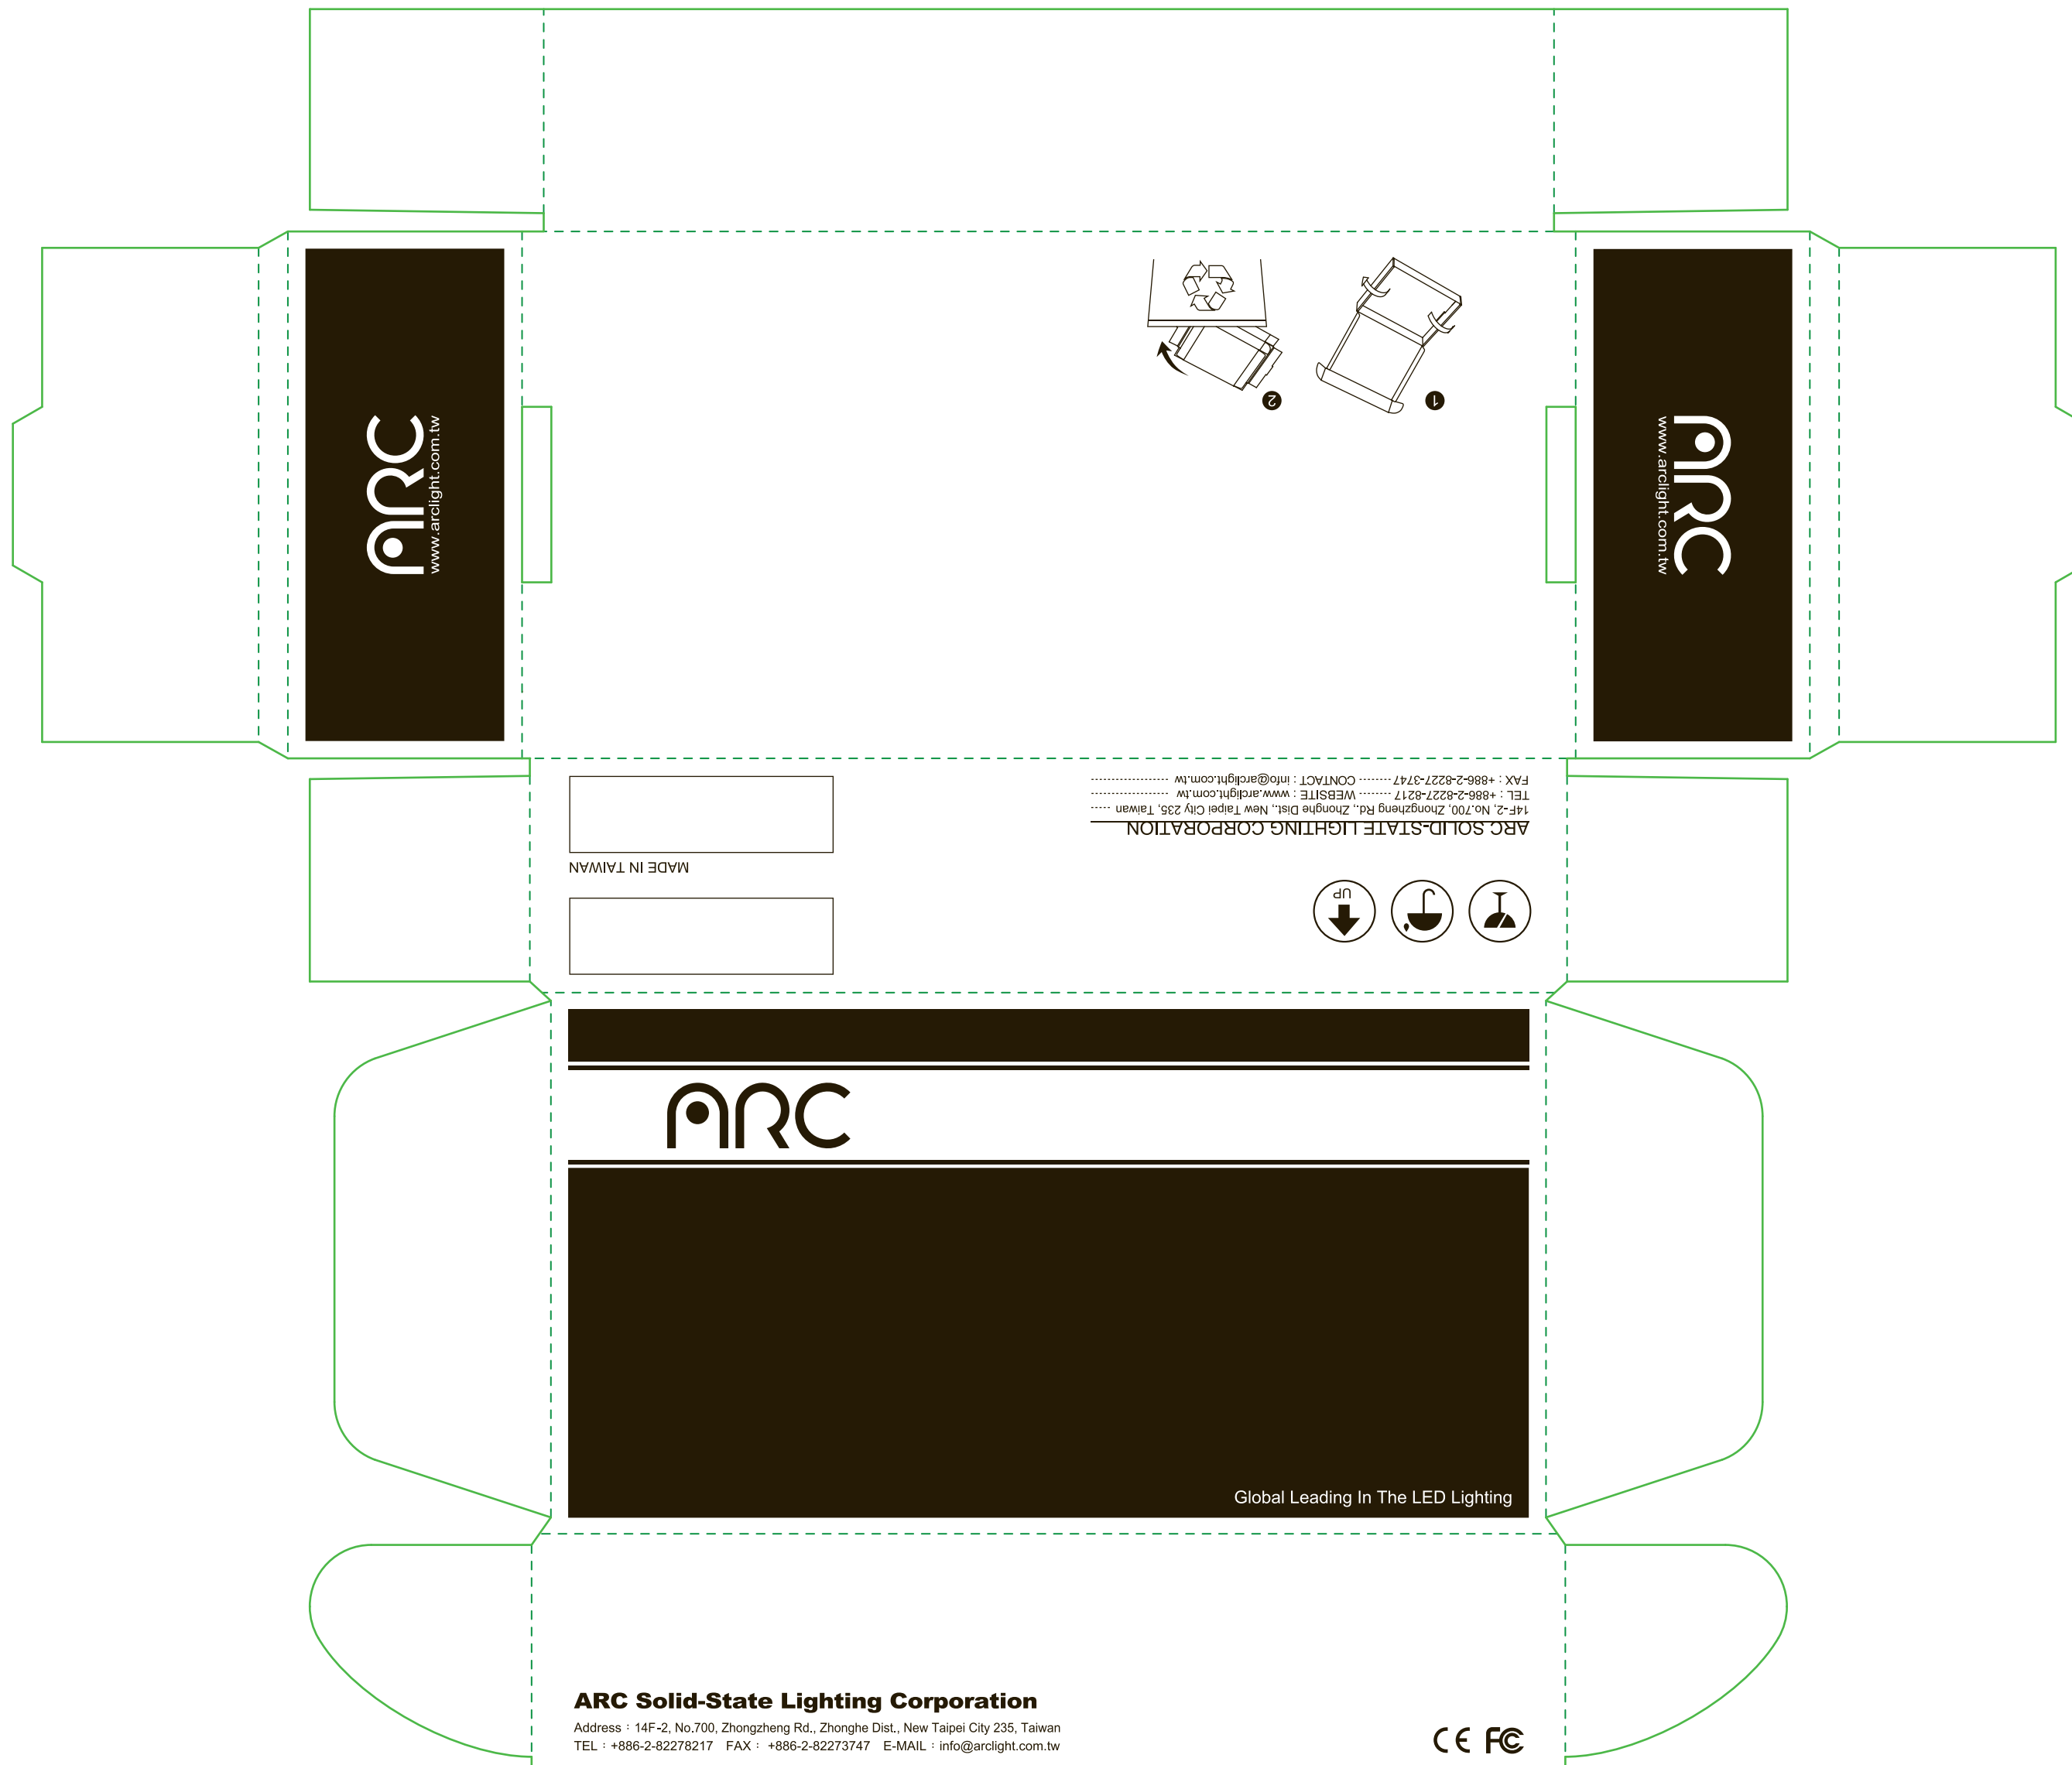 2
1
ARC
www.arclight.com.tw
ARC
www.arclight.com.tw
ARC SOLID-STATE LIGHTING CORPORATION
14F-2, No.700, Zhongzheng Rd., Zhonghe Dist., New Taipei City 235, Taiwan -----
TEL : +886-2-8227-8217 -------- WEBSITE : www.arclight.com.tw ------------------
FAX : +886-2-8227-3747 -------- CONTACT : info@arclight.com.tw ------------------
MADE IN TAIWAN
UP
ARC
Global Leading In The LED Lighting
ARC Solid-State Lighting Corporation
Address : 14F-2, No.700, Zhongzheng Rd., Zhonghe Dist., New Taipei City 235, Taiwan
TEL : +886-2-82278217 FAX : +886-2-82273747 E-MAIL : info@arclight.com.tw
CE FC